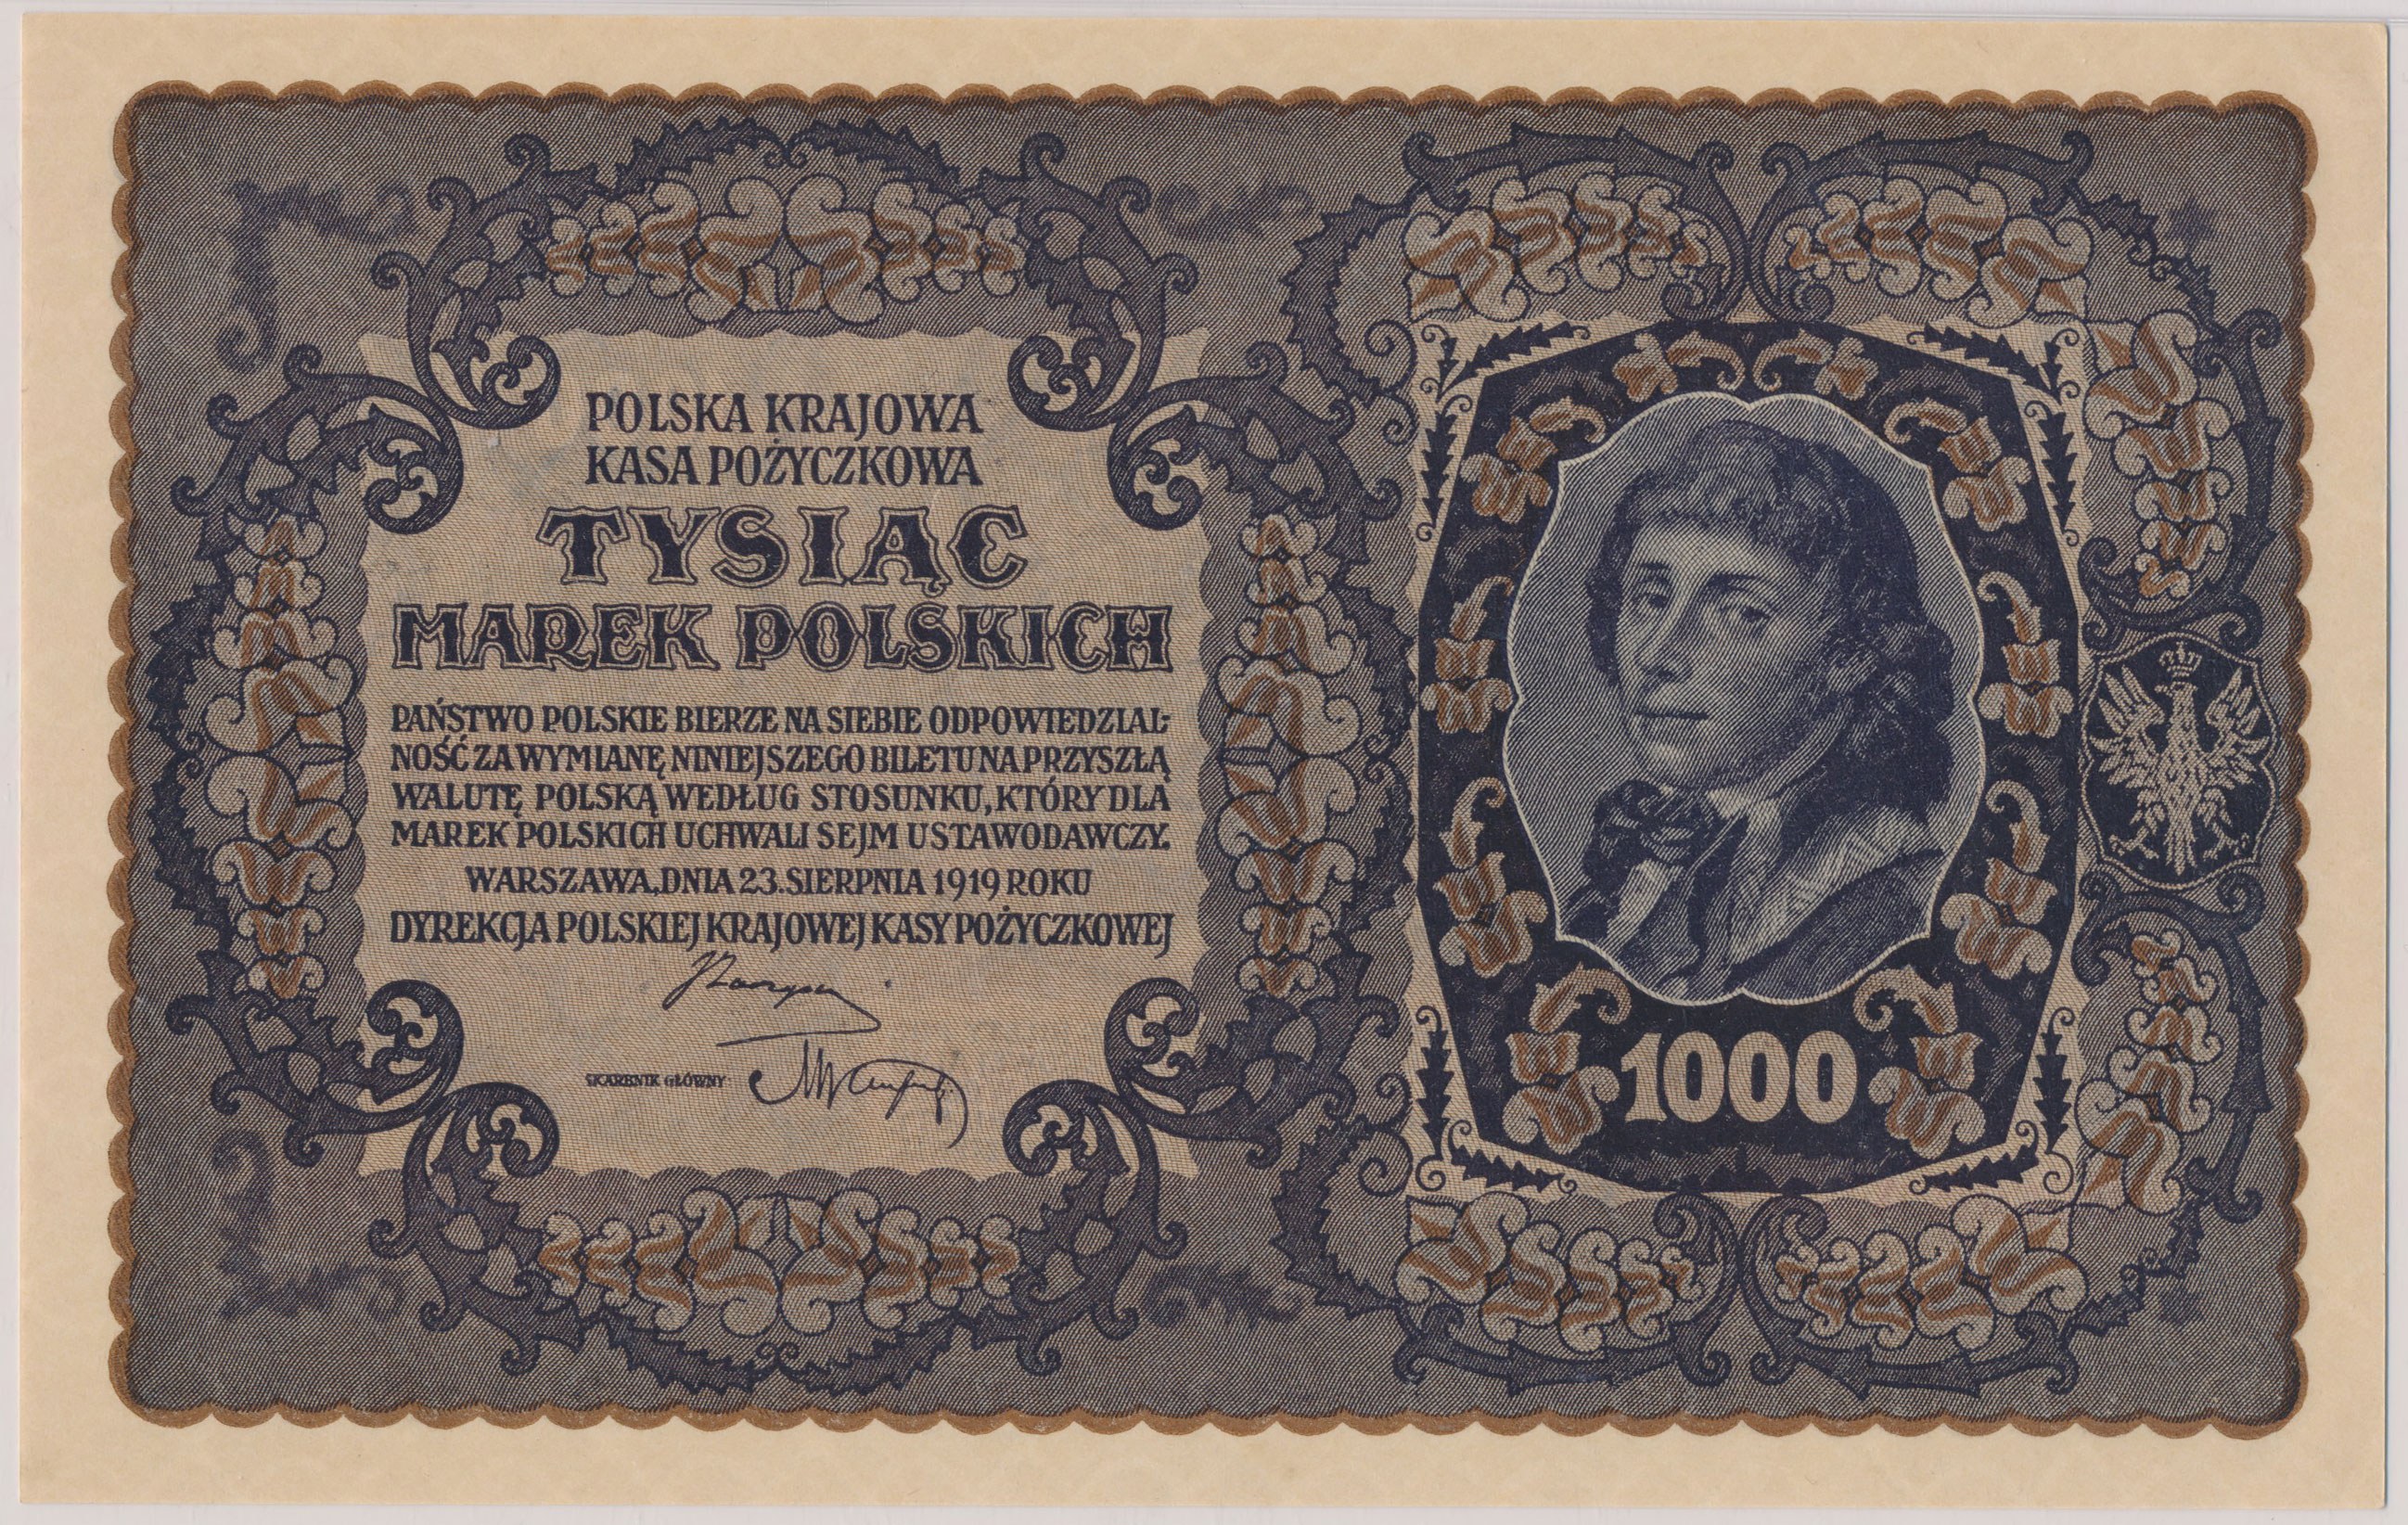 POLSKA KRAJOWA
KASA POŻYCZKOWA
TYSIĄC
MAREK POLSKICH
PAŃSTWO POLSKIE BIERZE NA SIEBIE ODPOWIEDZIAL-
NOŚĆ ZA WYMIANĘ NINIEJSZEGO BILETU NA PRZYSZŁĄ
WALUTĘ POLSKĄ WEDŁUG STOSUNKU, KTÓRY DLA
MAREK POLSKICH UCHWALI SEJM USTAWODAWCZY.
WARSZAWA, DNIA 23. SIERPNIA 1919 ROKU
DYREKCJA POLSKIEJ KRAJOWEJ KASY POŻYCZKOWEJ
SKARBNIK GŁÓWNY
1000